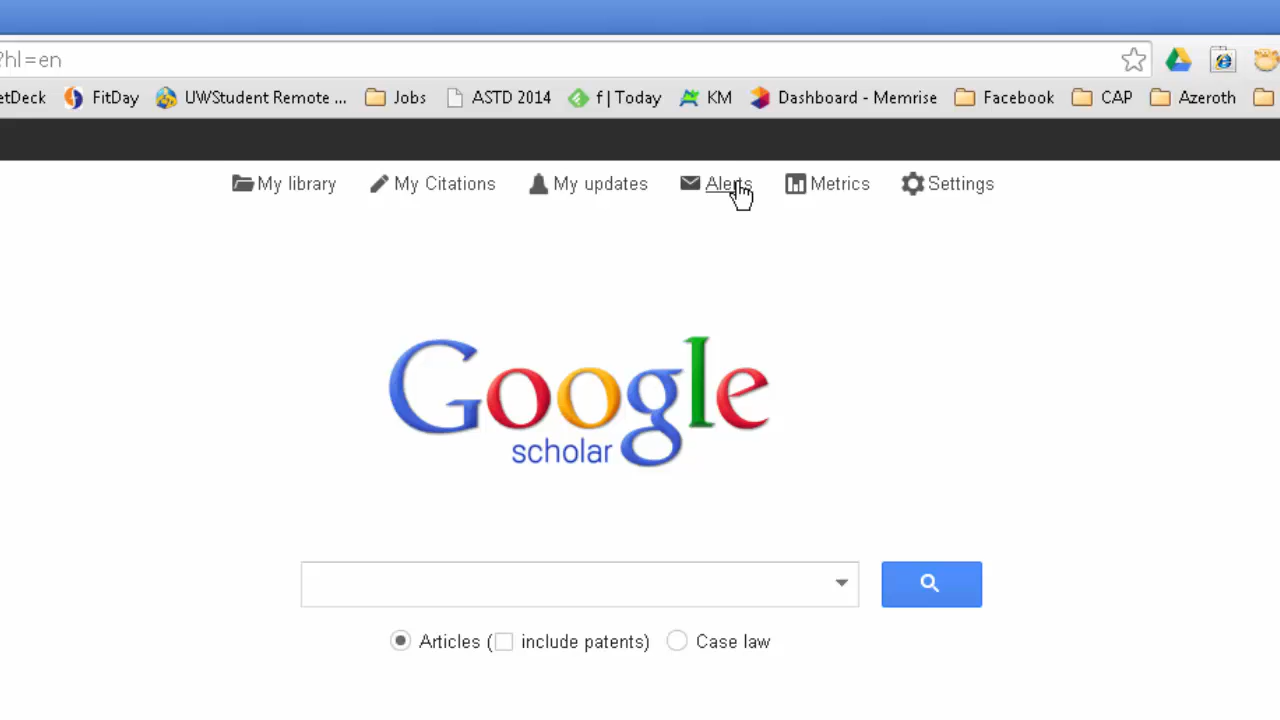 ?hl=en
etDeck FitDay UWStudent Remote ... Jobs ASTD 2014 f | Today KM Dashboard - Memrise Facebook CAP Azeroth
My library My Citations My updates Alerts Metrics Settings
Google
scholar
Articles ( include patents) Case law